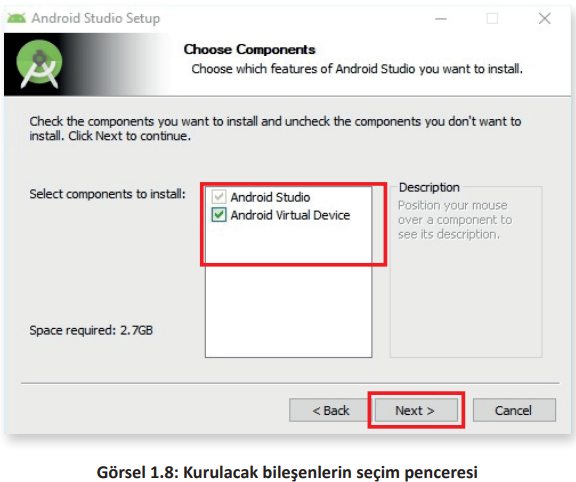 Android Studio Setup
Choose Components
Choose which features of Android Studio you want to install.
Check the components you want to install and uncheck the components you don't want to
install. Click Next to continue.
Select components to install:
Android Studio
Android Virtual Device
Description
Position your mouse
over a component to
see its description.
Space required: 2.7GB
< Back
Next >
Cancel
Görsel 1.8: Kurulacak bileşenlerin seçim penceresi